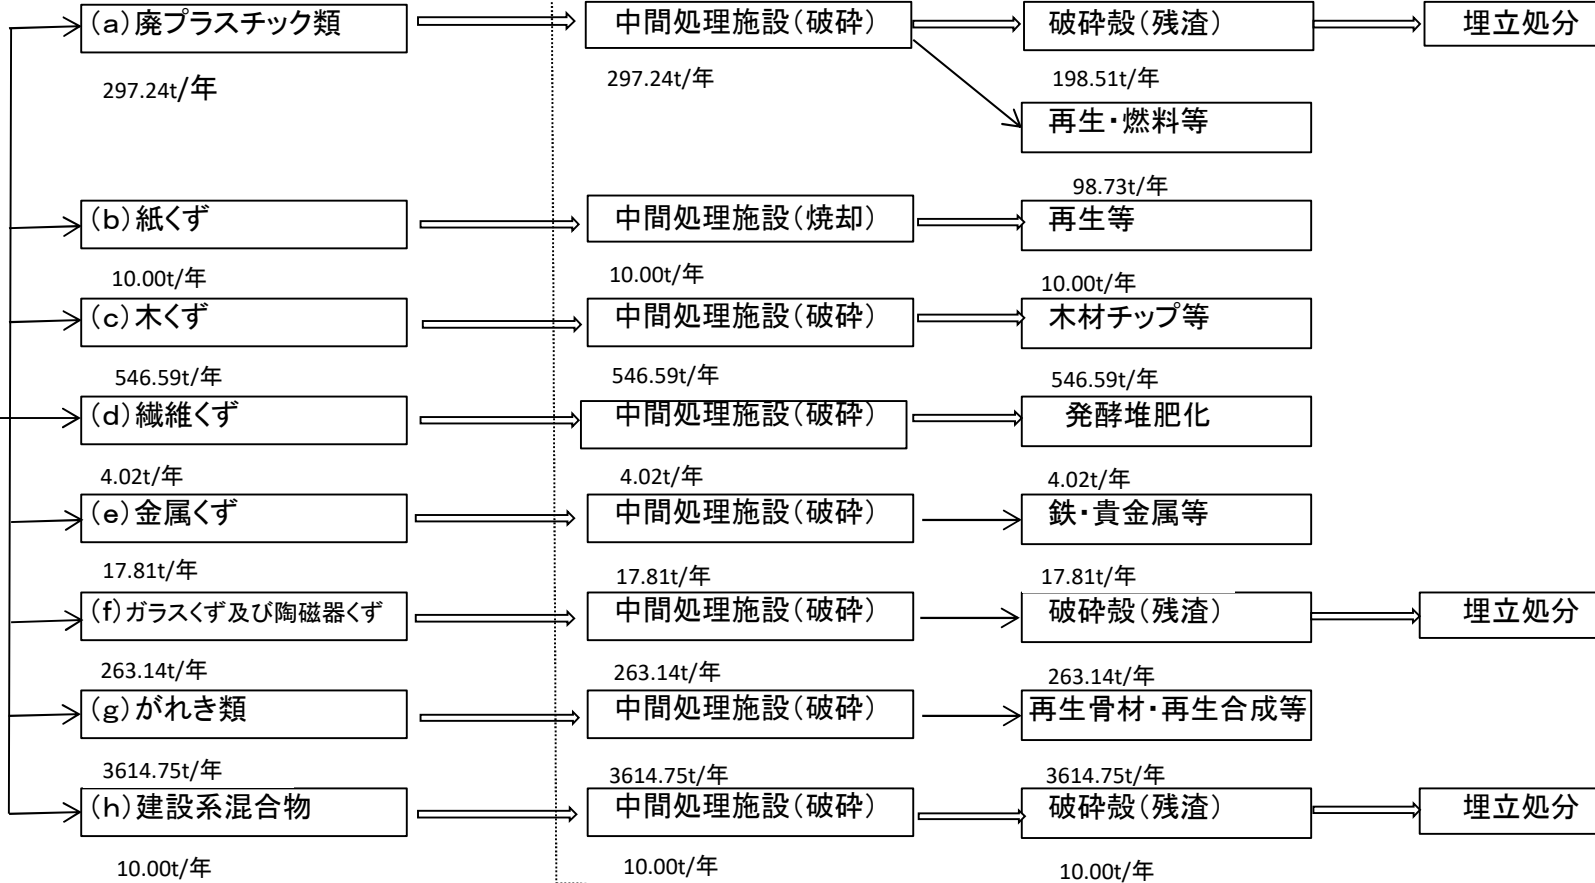 (a)廃プラスチック類 中間処理施設(破砕) 破砕殻(残渣) 埋立処分
297.24t/年 297.24t/年 198.51t/年
再生・燃料等
98.73t/年
(b)紙くず 中間処理施設(焼却) 再生等
10.00t/年 10.00t/年 10.00t/年
(c)木くず 中間処理施設(破砕) 木材チップ等
546.59t/年 546.59t/年 546.59t/年
(d)繊維くず 中間処理施設(破砕) 発酵堆肥化
4.02t/年 4.02t/年 4.02t/年
(e)金属くず 中間処理施設(破砕) 鉄・貴金属等
17.81t/年 17.81t/年 17.81t/年
(f)ガラスくず及び陶磁器くず 中間処理施設(破砕) 破砕殻(残渣) 埋立処分
263.14t/年 263.14t/年 263.14t/年
(g)がれき類 中間処理施設(破砕) 再生骨材・再生合成等
3614.75t/年 3614.75t/年 3614.75t/年
(h)建設系混合物 中間処理施設(破砕) 破砕殻(残渣) 埋立処分
10.00t/年 10.00t/年 10.00t/年